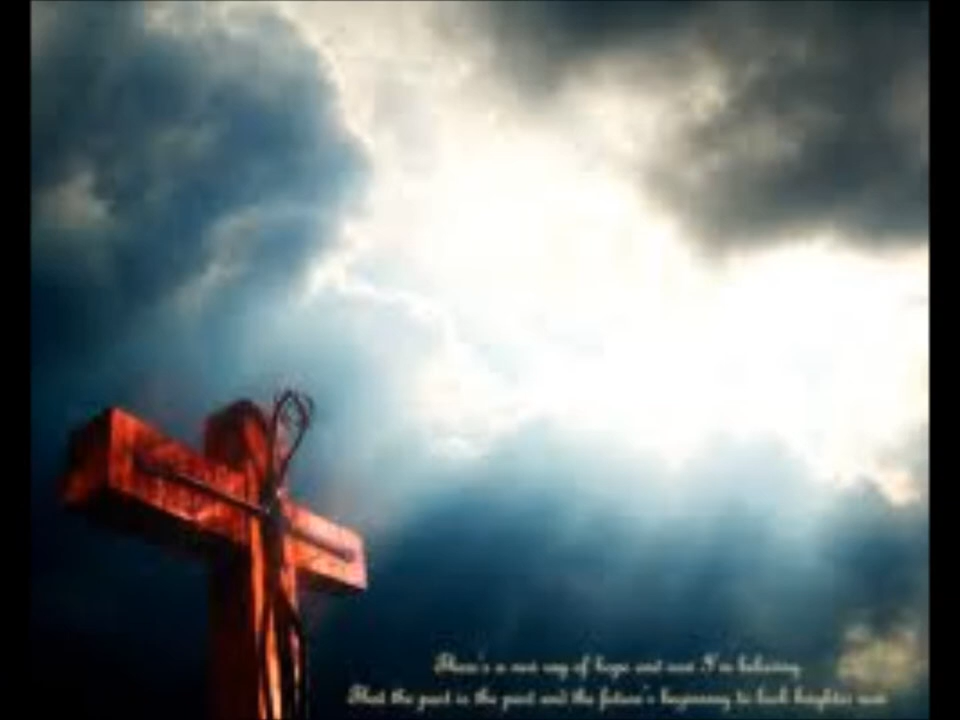 There's a new ray of hope and now I'm believing
That the past is the past and the future's beginning to look brighter now